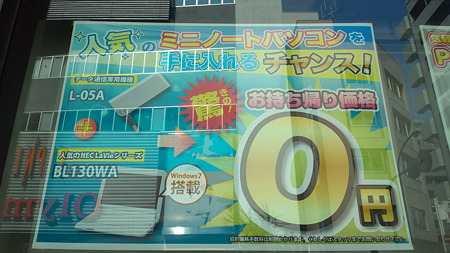 人気のミニノートパソコンを
手に入れるチャンス!
データ通信専用機種
L-05A
+
人気のNEC LaVieシリーズ
BL130WA
Windows7
搭載
驚きの!
お持ち帰り価格
0円